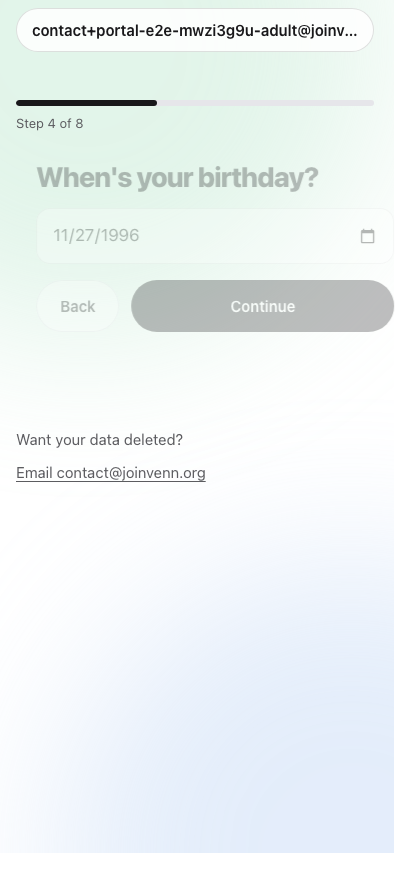 contact+portal-e2e-mwzi3g9u-adult@joinv...
Step 4 of 8
When's your birthday?
11/27/1996
Back
Continue
Want your data deleted?
Email contact@joinvenn.org